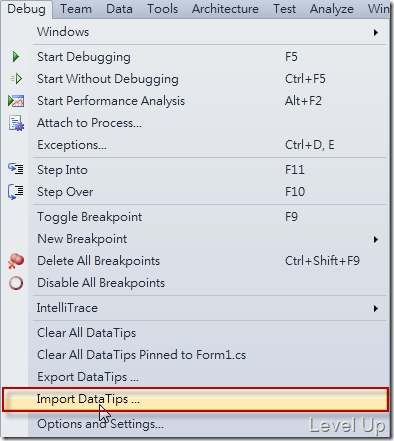 Debug Team Data Tools Architecture Test Analyze Win
Windows
Start Debugging F5
Start Without Debugging Ctrl+F5
Start Performance Analysis Alt+F2
Attach to Process...
Exceptions... Ctrl+D, E
Step Into F11
Step Over F10
Toggle Breakpoint F9
New Breakpoint
Delete All Breakpoints Ctrl+Shift+F9
Disable All Breakpoints
IntelliTrace
Clear All DataTips
Clear All DataTips Pinned to Form1.cs
Export DataTips ...
Import DataTips ...
Options and Settings...
Level Up